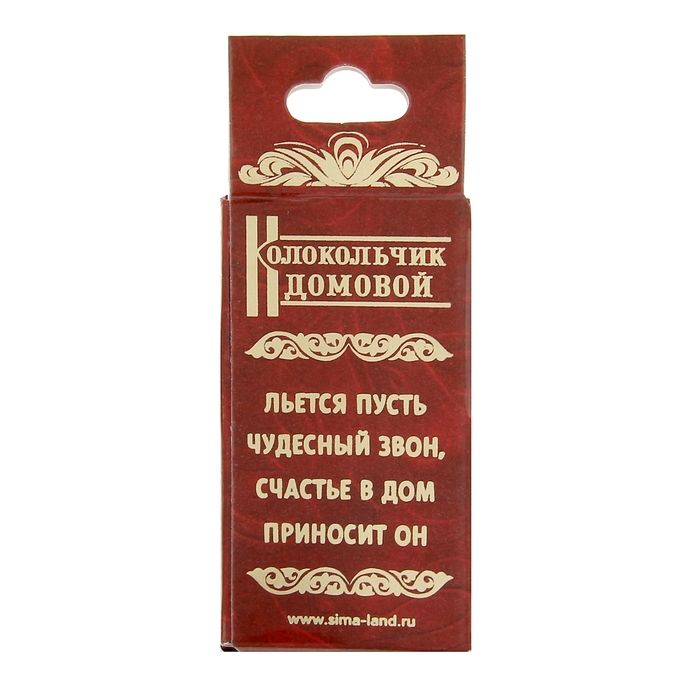 Колокольчик
ДОМОВОЙ
ЛЬЕТСЯ ПУСТЬ
ЧУДЕСНЫЙ ЗВОН,
СЧАСТЬЕ В ДОМ
ПРИНОСИТ ОН
www.sima-land.ru